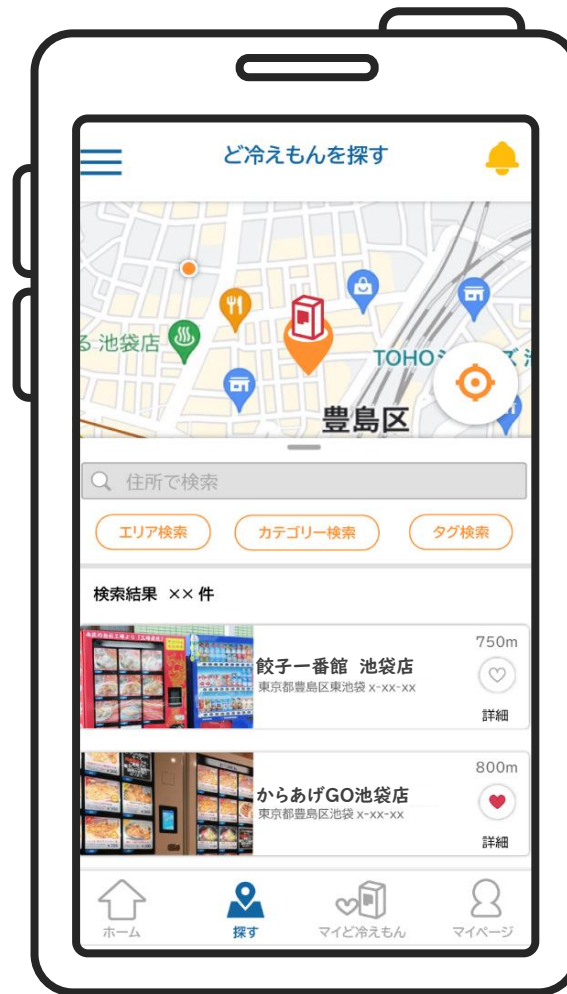 ど冷えもんを探す
る 池袋店
TOHO
豊島区
住所で検索
エリア検索
カテゴリー検索
タグ検索
検索結果 ×× 件
750m
餃子一番館 池袋店
東京都豊島区東池袋 x-xx-xx
詳細
800m
からあげGO池袋店
東京都豊島区池袋 x-xx-xx
詳細
ホーム
探す
マイど冷えもん
マイページ